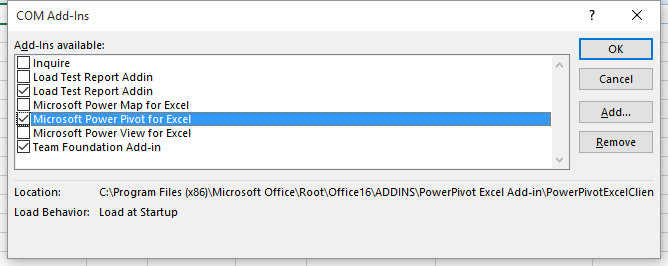 COM Add-Ins
?
Add-Ins available:
OK
Inquire
Load Test Report Addin
Cancel
Load Test Report Addin
Microsoft Power Map for Excel
Add...
Microsoft Power Pivot for Excel
Microsoft Power View for Excel
Remove
Team Foundation Add-in
Location: C:\Program Files (x86)\Microsoft Office\Root\Office16\ADDINS\PowerPivot Excel Add-in\PowerPivotExcelClien
Load Behavior: Load at Startup